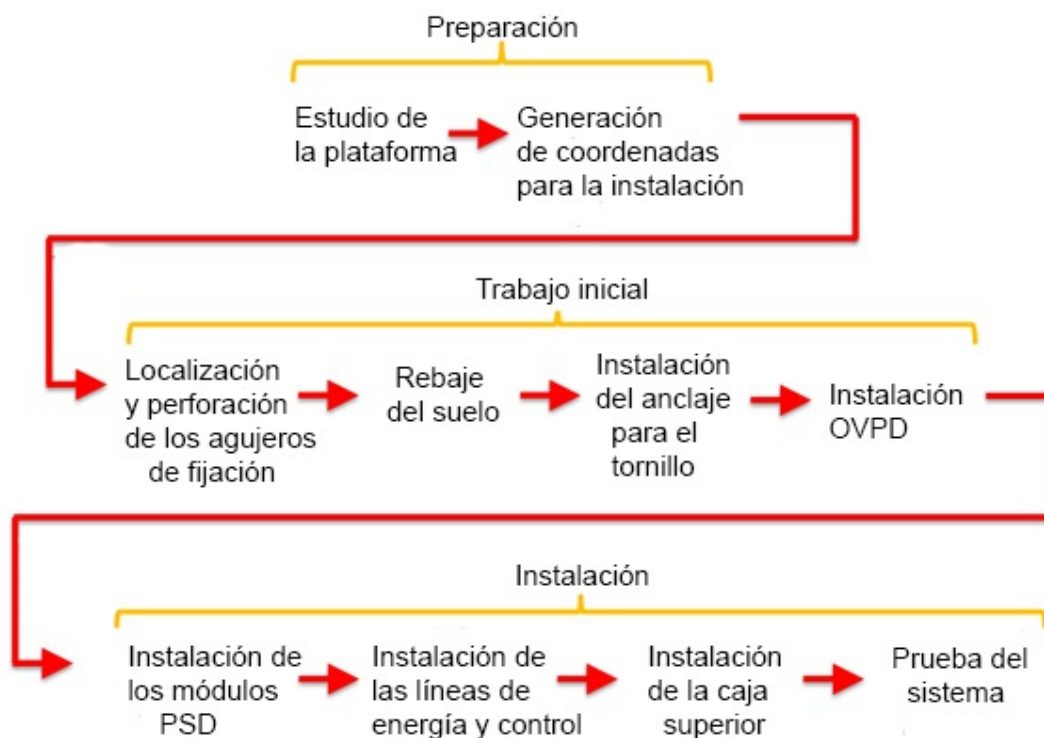 Preparación
Estudio de
la plataforma
Generación
de coordenadas
para la instalación
Trabajo inicial
Localización
y perforación
de los agujeros
de fijación
Rebaje
del suelo
Instalación
del anclaje
para el
tornillo
Instalación
OVPD
Instalación
Instalación de
los módulos
PSD
Instalación de
las líneas de
energía y control
Instalación
de la caja
superior
Prueba del
sistema